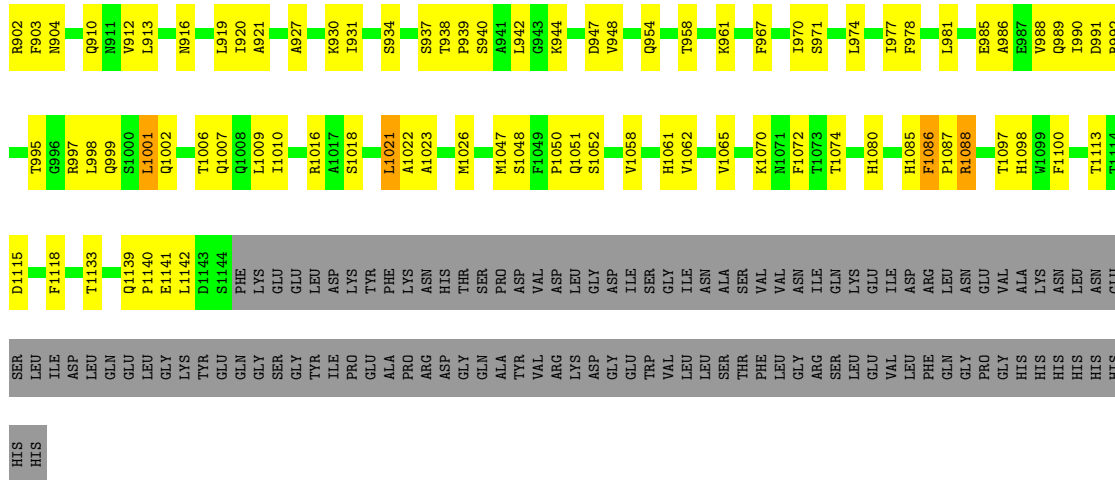 R902 F903 N904 Q910 N911 V912 L913 N916 L919 I920 A921 A927 K930 I931 S934 S937 T938 P939 S940 A941 L942 G943 K944 D947 V948 Q954 T958 K961 F967 I970 S971 L974 I977 F978 L981 E985 A986 E987 V988 Q989 I990 D991
T995 G996 R997 L998 Q999 S1000 L1001 Q1002 T1006 Q1007 Q1008 L1009 I1010 R1016 A1017 S1018 L1021 A1022 A1023 M1026 M1047 S1048 F1049 P1050 Q1051 S1052 V1058 H1061 V1062 V1065 K1070 N1071 F1072 T1073 T1074 H1080 H1085 F1086 P1087 R1088 T1097 H1098 W1099 F1100 T1113 T1114
D1115 F1118 T1133 Q1139 P1140 E1141 L1142 D1143 S1144 PHE LYS GLU GLU LEU ASP LYS TYR PHE LYS ASN HIS THR SER PRO ASP VAL ASP LEU GLY ASP ILE SER GLY ILE ASN ALA SER VAL VAL ASN ILE GLN LYS GLU ILE ASP ARG LEU ASN GLU VAL ALA LYS ASN LEU ASN GLU
SER LEU ILE ASP LEU GLN GLU LEU GLY LYS TYR GLU GLN GLY SER GLY TYR ILE PRO GLU ALA PRO ARG ASP GLY GLN ALA TYR VAL ARG LYS ASP GLY GLU TRP VAL LEU LEU SER THR PHE LEU GLY ARG SER LEU GLU VAL LEU PHE GLN GLY PRO GLY HIS HIS HIS HIS HIS HIS
HIS HIS